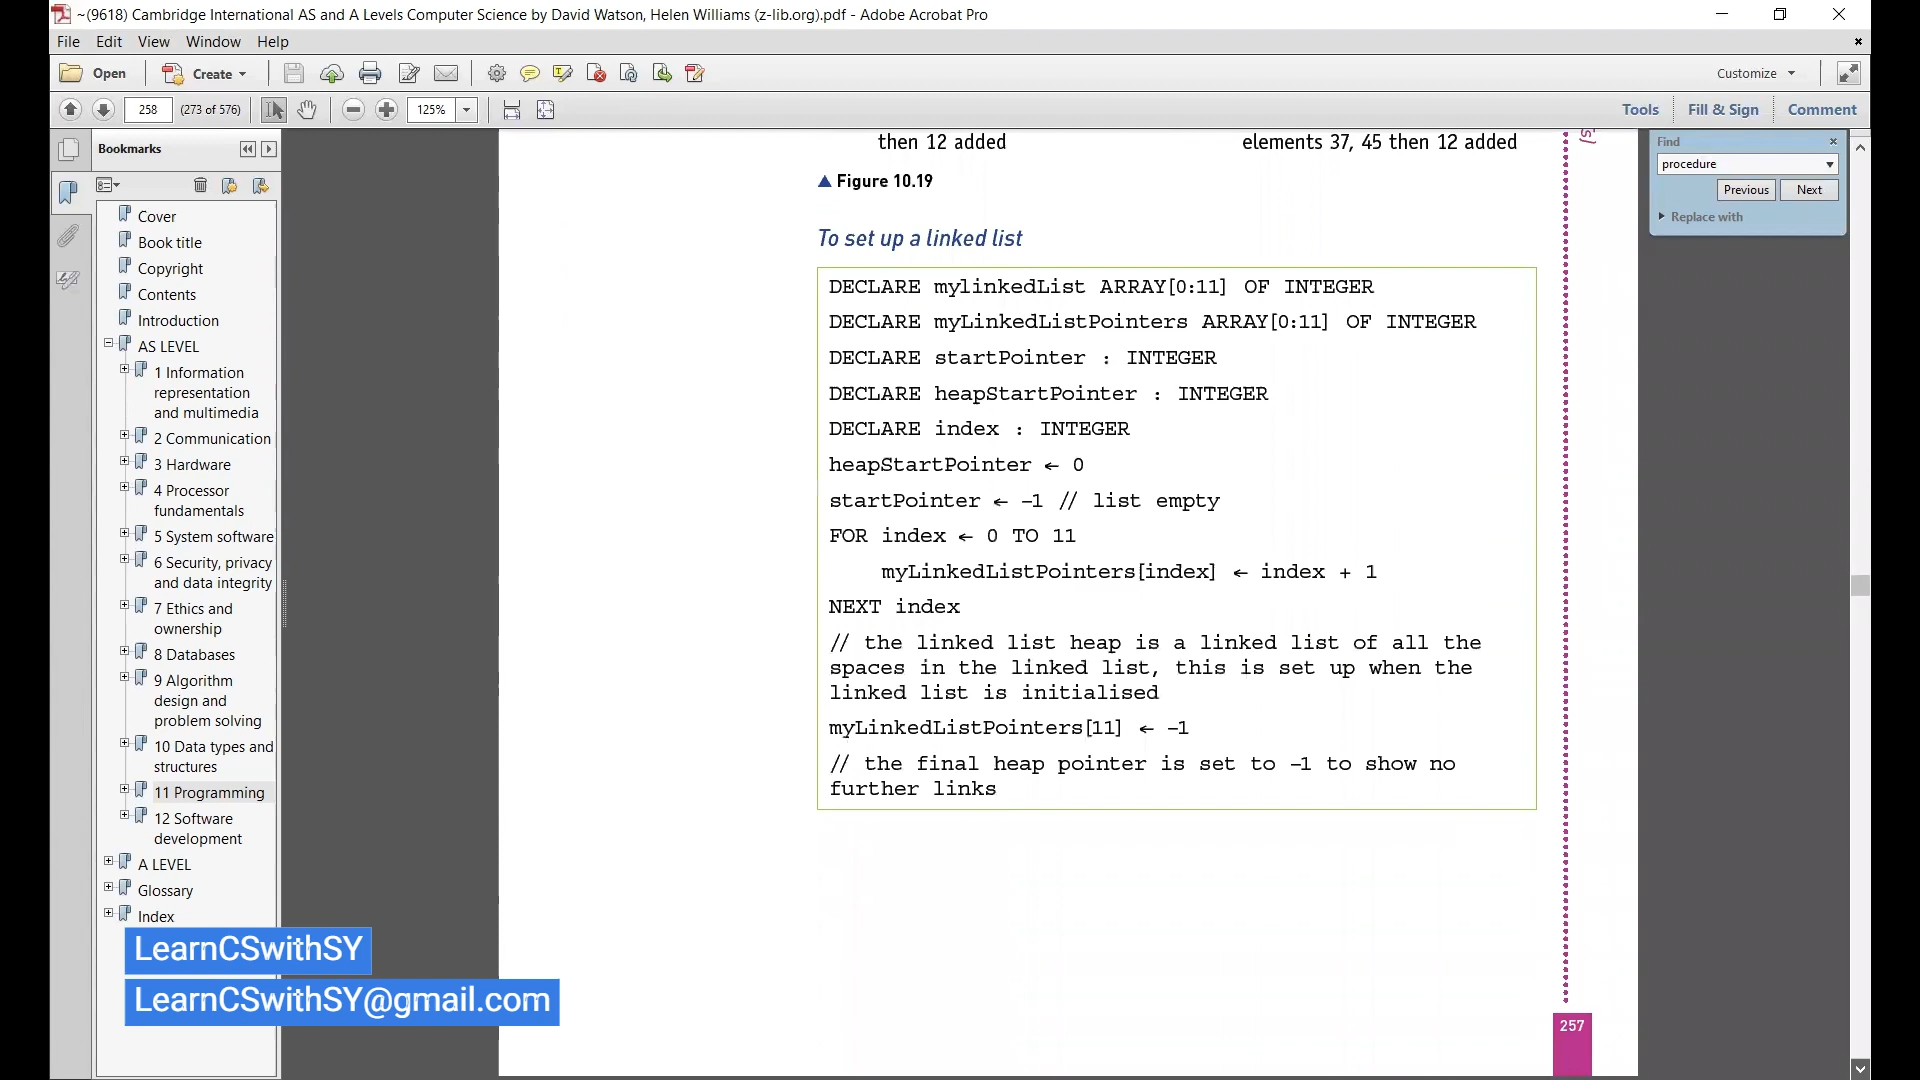 ~(9618) Cambridge International AS and A Levels Computer Science by David Watson, Helen Williams (z-lib.org).pdf - Adobe Acrobat Pro
File Edit View Window Help
Open Create Customize
258 (273 of 576) 125% Tools Fill & Sign Comment
Bookmarks
Cover
Book title
Copyright
Contents
Introduction
AS LEVEL
1 Information
representation
and multimedia
2 Communication
3 Hardware
4 Processor
fundamentals
5 System software
6 Security, privacy
and data integrity
7 Ethics and
ownership
8 Databases
9 Algorithm
design and
problem solving
10 Data types and
structures
11 Programming
12 Software
development
A LEVEL
Glossary
Index
LearnCSwithSY
LearnCSwithSY@gmail.com
then 12 added elements 37, 45 then 12 added
▲ Figure 10.19
To set up a linked list
DECLARE mylinkedList ARRAY[0:11] OF INTEGER
DECLARE myLinkedListPointers ARRAY[0:11] OF INTEGER
DECLARE startPointer : INTEGER
DECLARE heapStartPointer : INTEGER
DECLARE index : INTEGER
heapStartPointer ← 0
startPointer ← –1 // list empty
FOR index ← 0 TO 11
myLinkedListPointers[index] ← index + 1
NEXT index
// the linked list heap is a linked list of all the
spaces in the linked list, this is set up when the
linked list is initialised
myLinkedListPointers[11] ← –1
// the final heap pointer is set to –1 to show no
further links
257
Find
procedure
Previous Next
Replace with